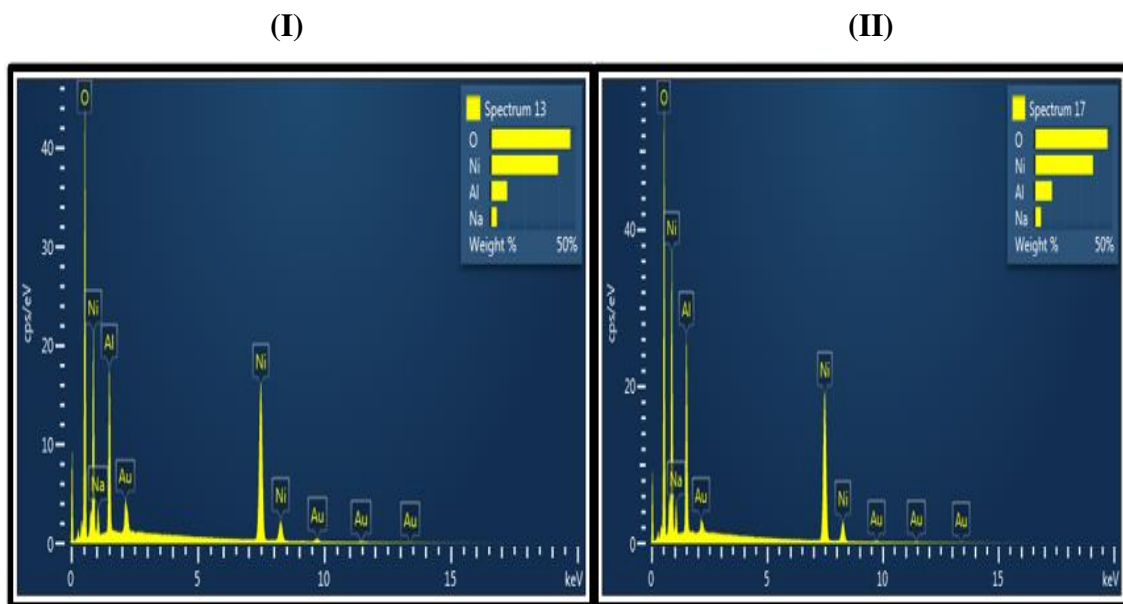 (I)
(II)
Spectrum 13
O
Ni
Al
Na
Weight % 50%
O
Ni
Al
Na
Au
Ni
Ni
Au
Au
Au
cps/eV
40
30
20
10
0
0 5 10 15 keV
Spectrum 17
O
Ni
Al
Na
Weight % 50%
O
Ni
Al
Na
Au
Ni
Ni
Au
Au
Au
cps/eV
40
20
0
0 5 10 15 keV